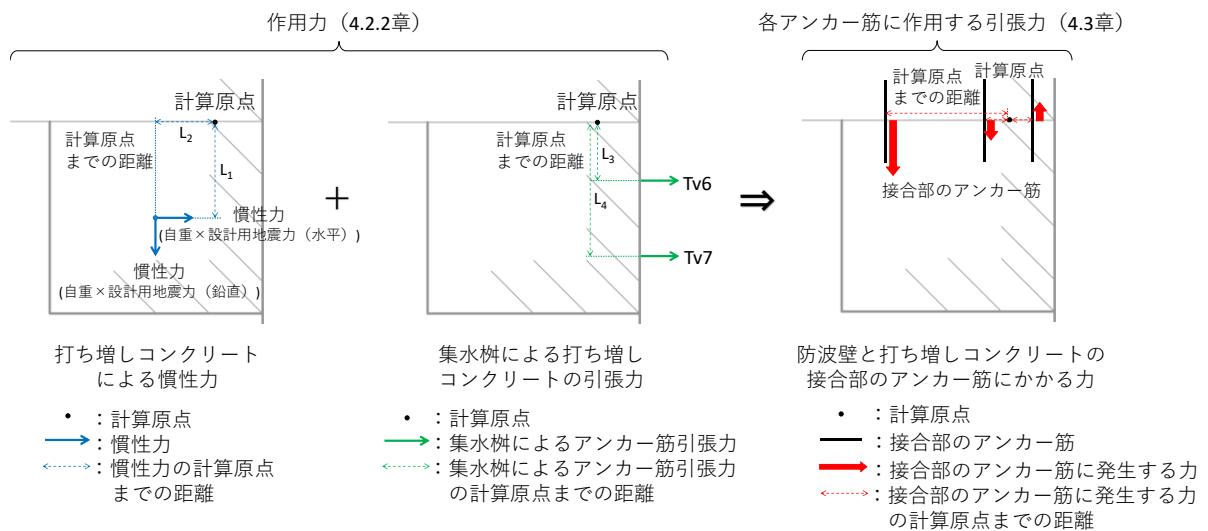 作用力（4.2.2章）
計算原点
L₂
計算原点
までの距離
L₁
慣性力
(自重×設計用地震力（水平）)
慣性力
(自重×設計用地震力（鉛直）)
打ち増しコンクリート
による慣性力
・：計算原点
：慣性力
：慣性力の計算原点
までの距離
＋
計算原点
計算原点
までの距離
L₃
Tv6
L₄
Tv7
集水桝による打ち増し
コンクリートの引張力
・：計算原点
：集水桝によるアンカー筋引張力
：集水桝によるアンカー筋引張力
の計算原点までの距離
⇒
各アンカー筋に作用する引張力（4.3章）
計算原点
までの距離
計算原点
接合部のアンカー筋
防波壁と打ち増しコンクリートの
接合部のアンカー筋にかかる力
・：計算原点
：接合部のアンカー筋
：接合部のアンカー筋に発生する力
：接合部のアンカー筋に発生する力
の計算原点までの距離